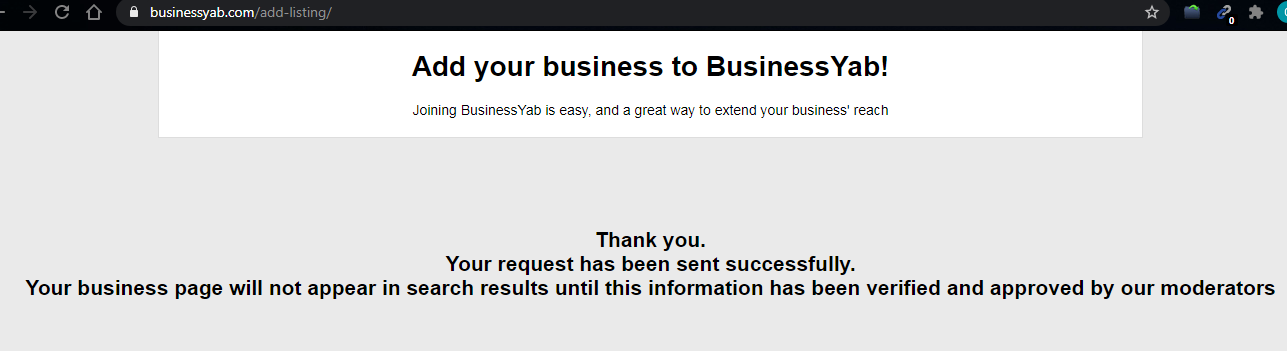 businessyab.com/add-listing/
0
Add your business to BusinessYab!
Joining BusinessYab is easy, and a great way to extend your business' reach
Thank you.
Your request has been sent successfully.
Your business page will not appear in search results until this information has been verified and approved by our moderators